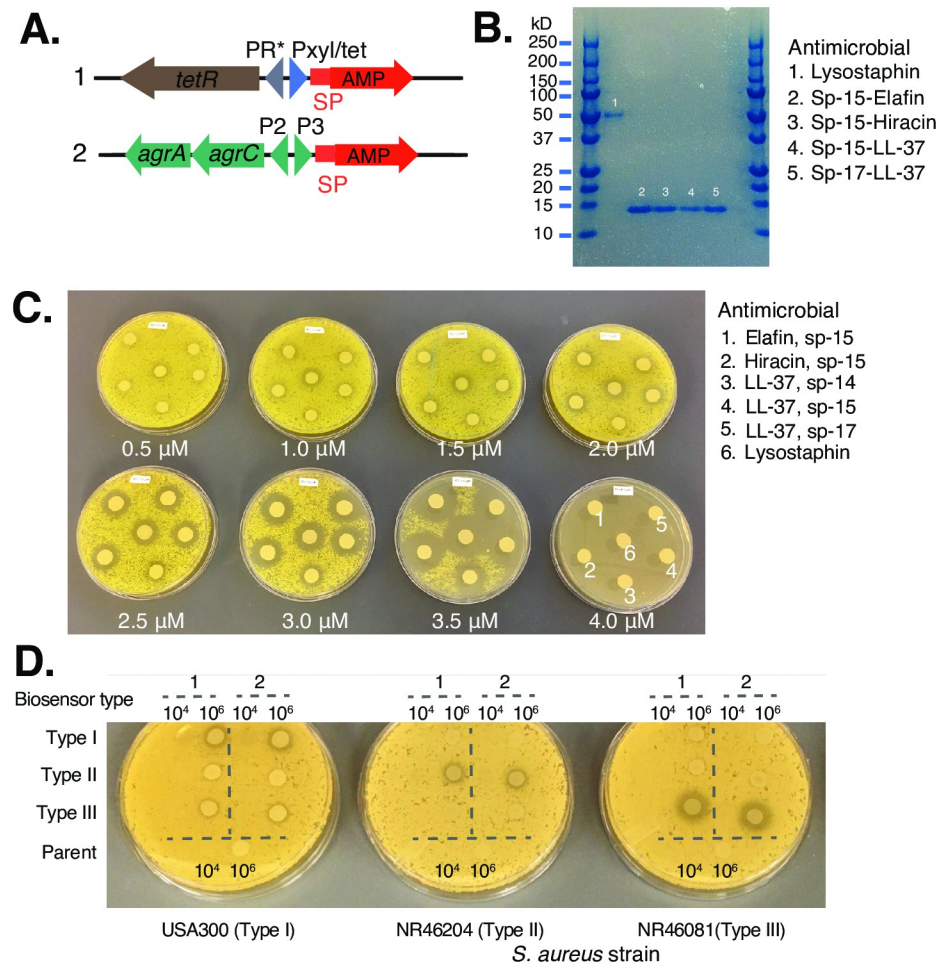 A.
PR* Pxyl/tet
1 tetR AMP
SP
P2 P3
2 agrA agrC AMP
SP
B.
kD
250
200
150
100
50
37
25
20
15
10
1
2 3 4 5
Antimicrobial
1. Lysostaphin
2. Sp-15-Elafin
3. Sp-15-Hiracin
4. Sp-15-LL-37
5. Sp-17-LL-37
C.
0.5 µM 1.0 µM 1.5 µM 2.0 µM
1 5
6
2 4
3
2.5 µM 3.0 µM 3.5 µM 4.0 µM
Antimicrobial
1. Elafin, sp-15
2. Hiracin, sp-15
3. LL-37, sp-14
4. LL-37, sp-15
5. LL-37, sp-17
6. Lysostaphin
D.
1 2 1 2 1 2
Biosensor type
10⁴ 10⁶ 10⁴ 10⁶ 10⁴ 10⁶ 10⁴ 10⁶ 10⁴ 10⁶ 10⁴ 10⁶
Type I
Type II
Type III
Parent
10⁴ 10⁶ 10⁴ 10⁶ 10⁴ 10⁶
USA300 (Type I) NR46204 (Type II) NR46081(Type III)
S. aureus strain